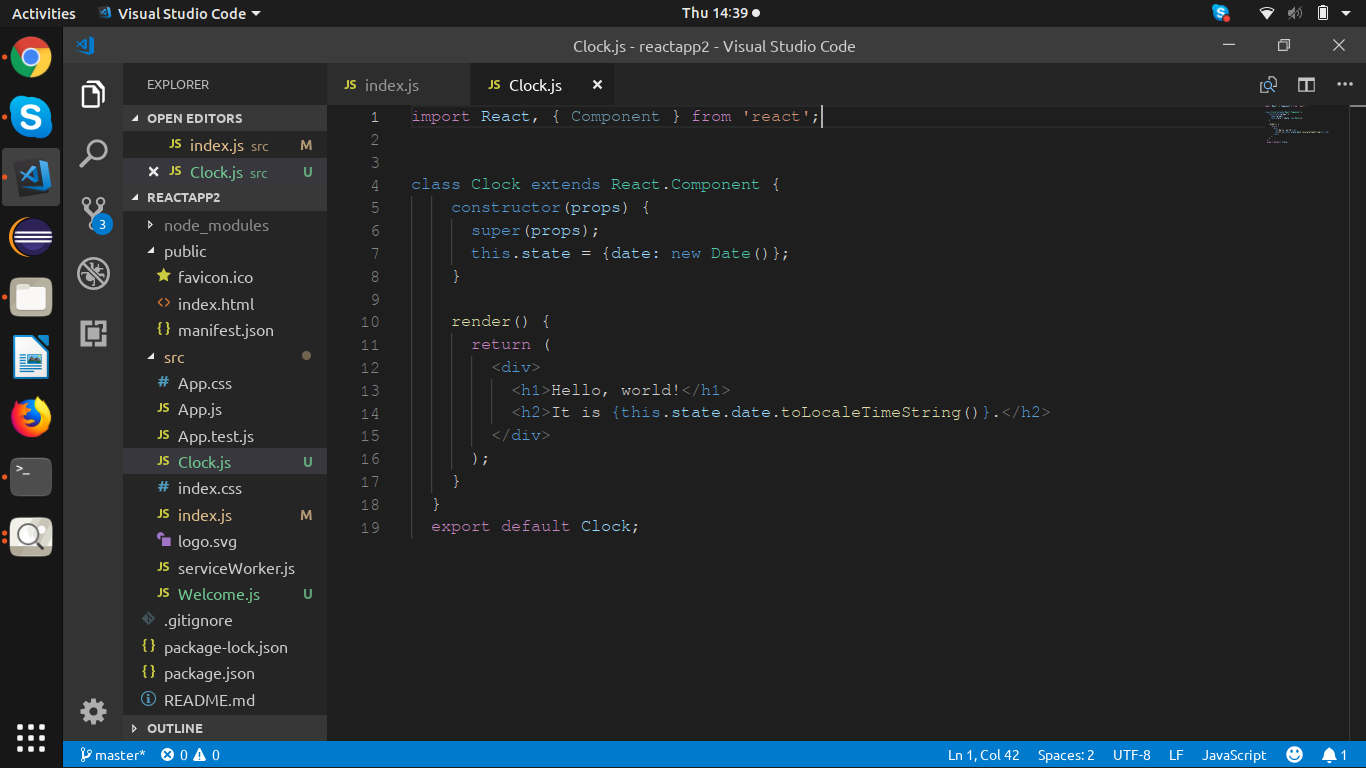 Activities Visual Studio Code Thu 14:39
Clock.js - reactapp2 - Visual Studio Code
EXPLORER
OPEN EDITORS
JS index.js src M
JS Clock.js src U
REACTAPP2
node_modules
public
favicon.ico
<> index.html
{} manifest.json
src
# App.css
JS App.js
JS App.test.js
JS Clock.js U
# index.css
JS index.js M
logo.svg
JS serviceWorker.js
JS Welcome.js U
.gitignore
{} package-lock.json
{} package.json
README.md
OUTLINE
3
JS index.js JS Clock.js
1 import React, { Component } from 'react';
2
3
4 class Clock extends React.Component {
5 constructor(props) {
6 super(props);
7 this.state = {date: new Date()};
8 }
9
10 render() {
11 return (
12 <div>
13 <h1>Hello, world!</h1>
14 <h2>It is {this.state.date.toLocaleTimeString()}.</h2>
15 </div>
16 );
17 }
18 }
19 export default Clock;
master* 0 0 Ln 1, Col 42 Spaces: 2 UTF-8 LF JavaScript 1